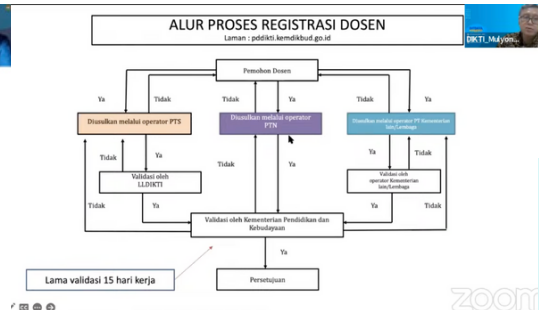 ALUR PROSES REGISTRASI DOSEN
Laman : pddikti.kemdikbud.go.id
DIKTI_Mulyon...
Pemohon Dosen
Ya
Tidak
Tidak
Ya
Tidak
Ya
Diusulkan melalui operator PTS
Diusulkan melalui operator
PTN
Diusulkan melalui operator PT Kementerian
lain/Lembaga
Tidak
Ya
Tidak
Ya
Ya
Tidak
Validasi oleh
LLDIKTI
Validasi oleh
operator Kementerian
lain/Lembaga
Tidak
Ya
Ya
Tidak
Validasi oleh Kementerian Pendidikan dan
Kebudayaan
Ya
Lama validasi 15 hari kerja
Persetujuan
zoom